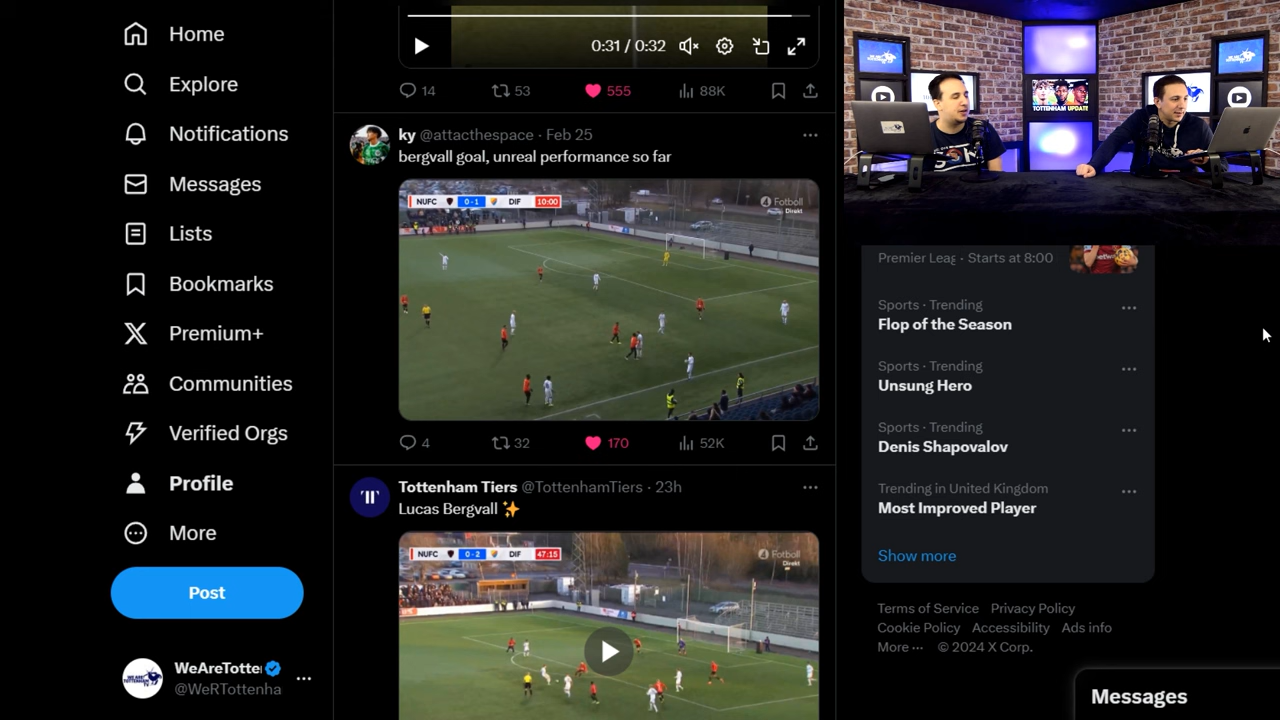 Home
Explore
Notifications
Messages
Lists
Bookmarks
Premium+
Communities
Verified Orgs
Profile
More
Post
WeAreTotte
@WeRTottenha
0:31 / 0:32
14
53
555
88K
ky @attacthespace · Feb 25
bergvall goal, unreal performance so far
NUFC 0-1 DIF 10:00
Fotboll
Direkt
4
32
170
52K
Tottenham Tiers @TottenhamTiers · 23h
Lucas Bergvall ✨
NUFC 0-2 DIF 47:15
Fotboll
Direkt
TOTTENHAM UPDATE
Premier Leag · Starts at 8:00
Sports · Trending
Flop of the Season
Sports · Trending
Unsung Hero
Sports · Trending
Denis Shapovalov
Trending in United Kingdom
Most Improved Player
Show more
Terms of Service Privacy Policy
Cookie Policy Accessibility Ads info
More ··· © 2024 X Corp.
Messages